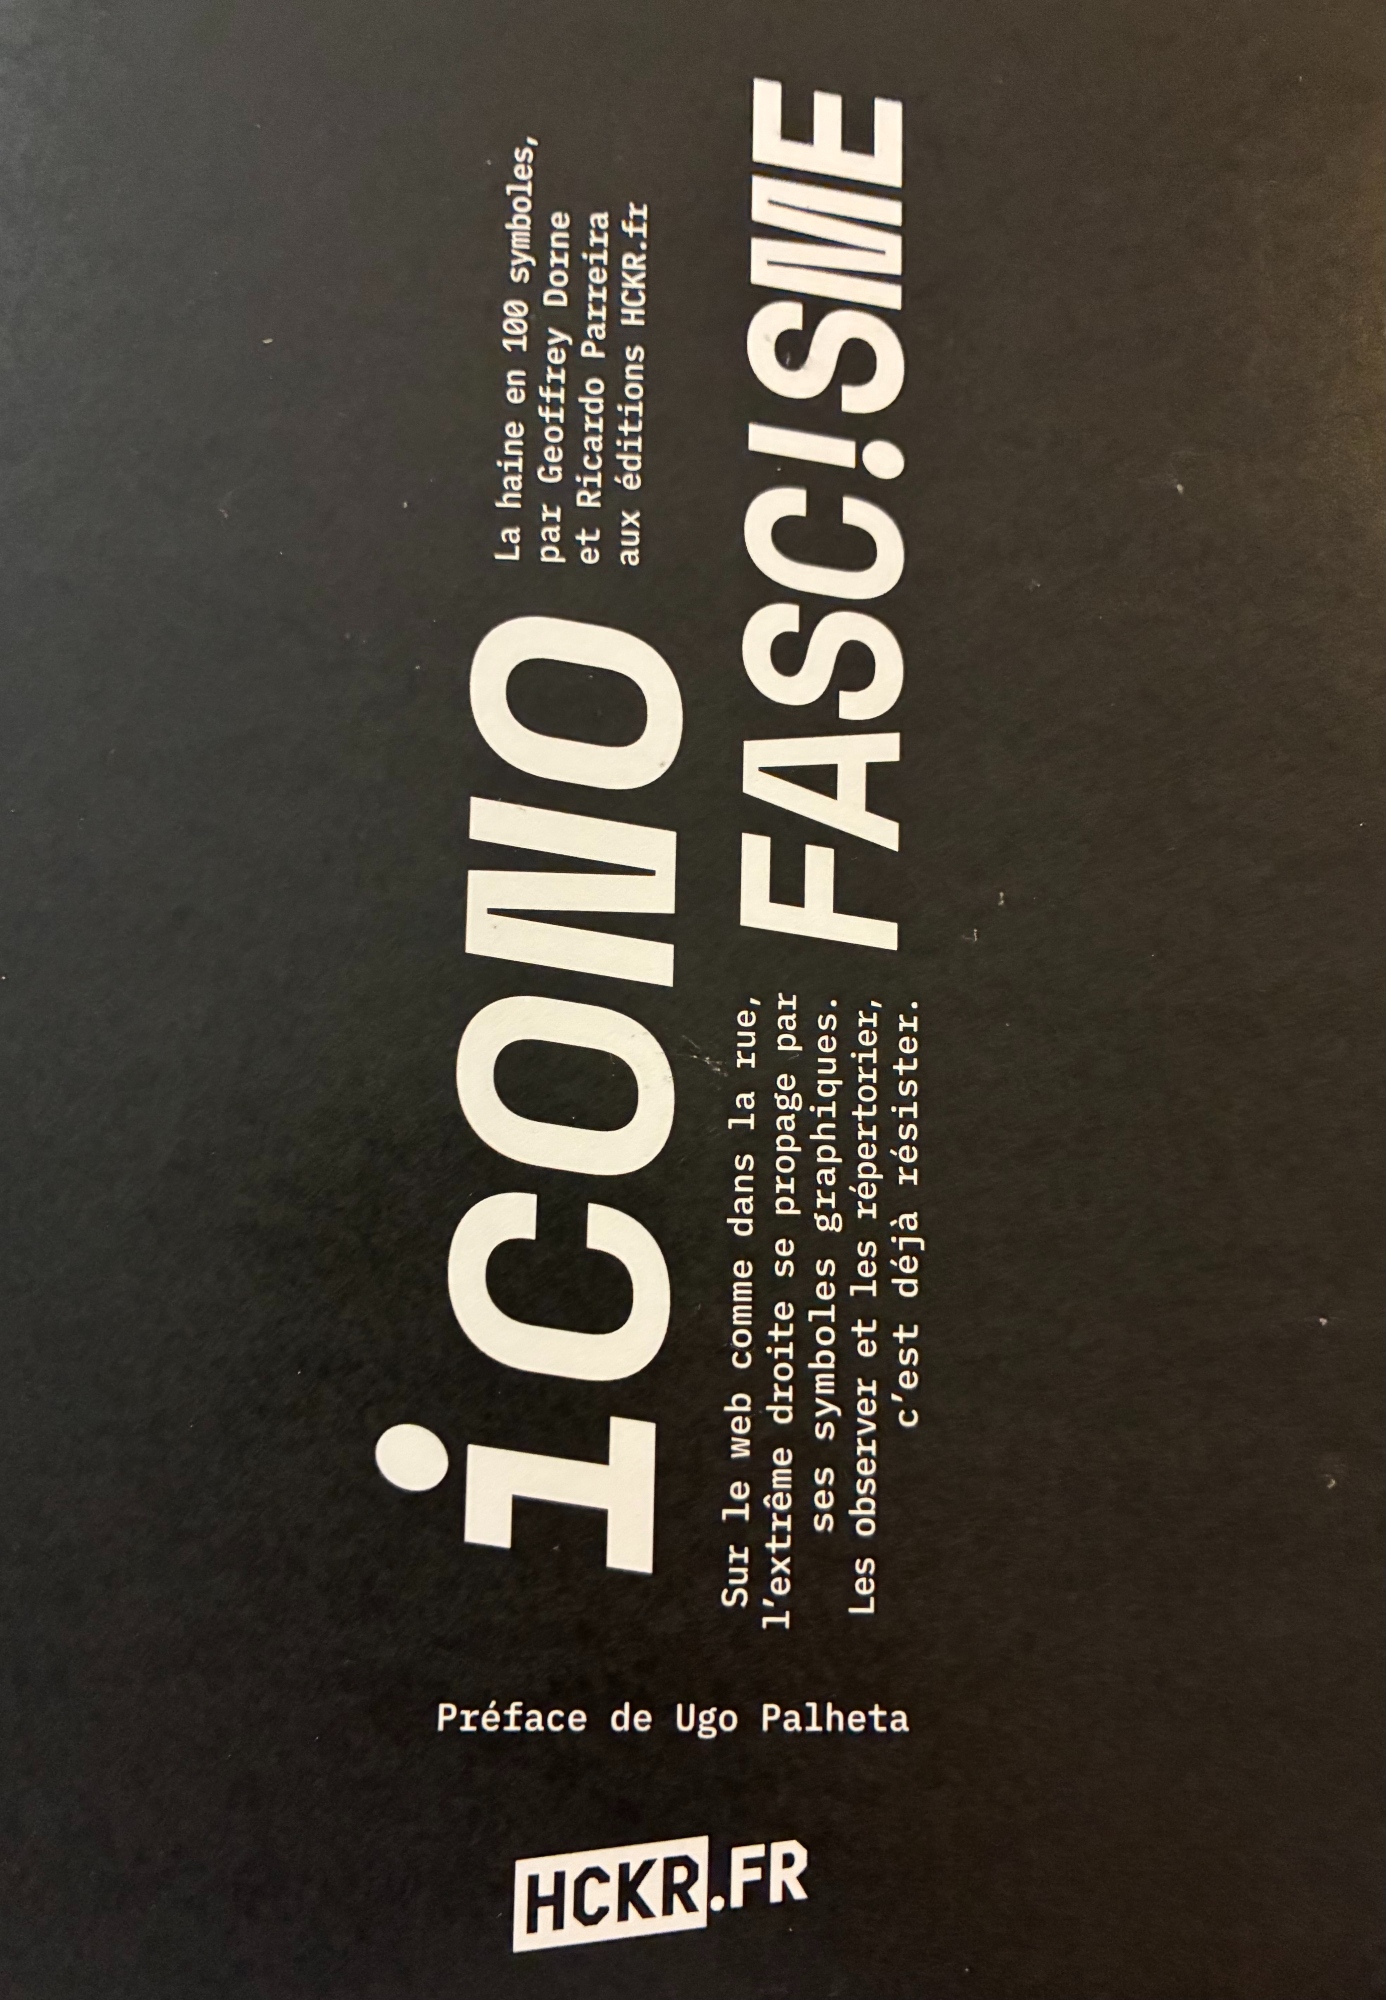 iCONO
La haine en 100 symboles,
par Geoffrey Dorne
et Ricardo Parreira
aux éditions HCKR.fr
Sur le web comme dans la rue,
l’extrême droite se propage par
ses symboles graphiques.
Les observer et les répertorier,
c’est déjà résister.
FASC!SME
Préface de Ugo Palheta
HCKR.FR